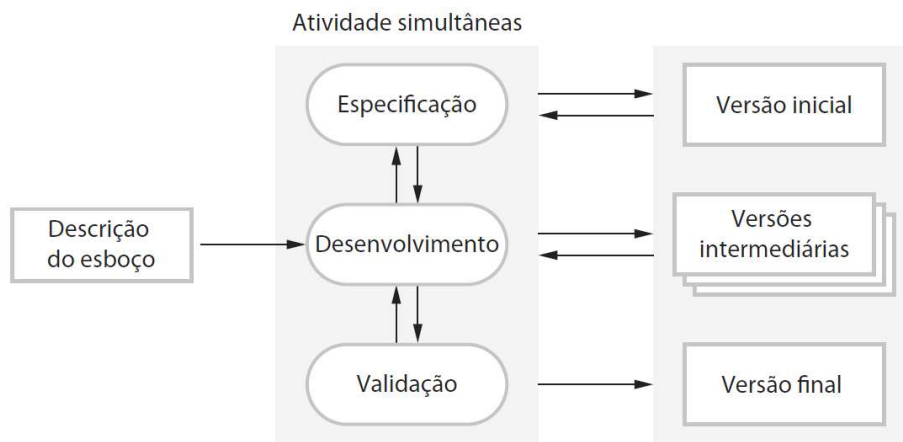 Atividade simultâneas
Especificação
Versão inicial
Descrição
do esboço
Desenvolvimento
Versões
intermediárias
Validação
Versão final